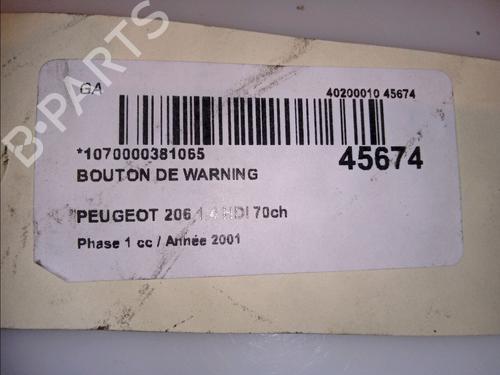 GA
40200010 45674
*1070000381065
45674
BOUTON DE WARNING
PEUGEOT 206 1.4 HDI 70ch
Phase 1 cc / Année 2001
B-PARTS